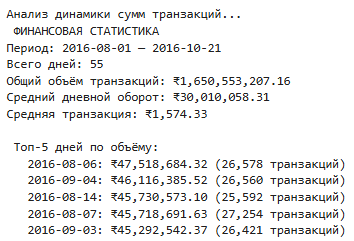 Анализ динамики сумм транзакций...
ФИНАНСОВАЯ СТАТИСТИКА
Период: 2016-08-01 — 2016-10-21
Всего дней: 55
Общий объём транзакций: ₹1,650,553,207.16
Средний дневной оборот: ₹30,010,058.31
Средняя транзакция: ₹1,574.33
Топ-5 дней по объёму:
2016-08-06: ₹47,518,684.32 (26,578 транзакций)
2016-09-04: ₹46,116,385.52 (26,560 транзакций)
2016-08-14: ₹45,730,573.10 (25,592 транзакций)
2016-08-07: ₹45,718,691.63 (27,254 транзакций)
2016-09-03: ₹45,292,542.37 (26,421 транзакций)